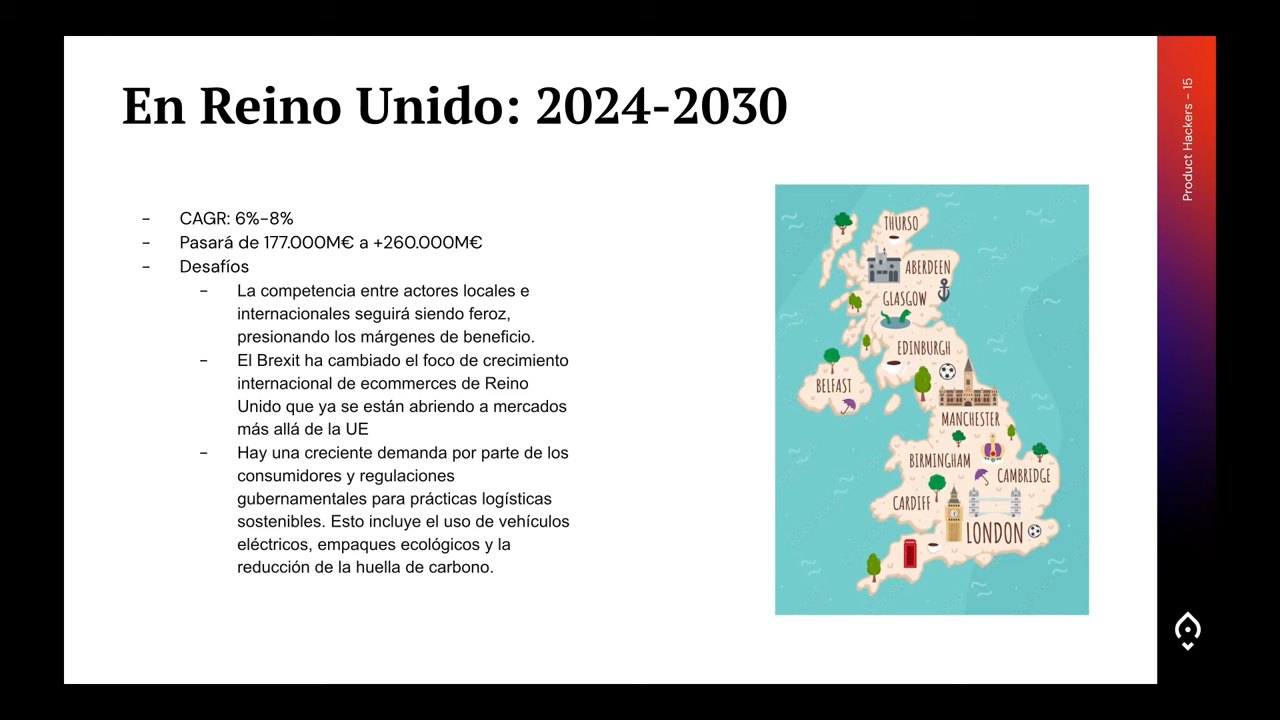 En Reino Unido: 2024-2030
- CAGR: 6%-8%
- Pasará de 177.000M€ a +260.000M€
- Desafíos
- La competencia entre actores locales e
internacionales seguirá siendo feroz,
presionando los márgenes de beneficio.
- El Brexit ha cambiado el foco de crecimiento
internacional de ecommerces de Reino
Unido que ya se están abriendo a mercados
más allá de la UE
- Hay una creciente demanda por parte de los
consumidores y regulaciones
gubernamentales para prácticas logísticas
sostenibles. Esto incluye el uso de vehículos
eléctricos, empaques ecológicos y la
reducción de la huella de carbono.
THURSO
ABERDEEN
GLASGOW
EDINBURGH
BELFAST
MANCHESTER
BIRMINGHAM
CAMBRIDGE
CARDIFF
LONDON
Product Hackers - 15